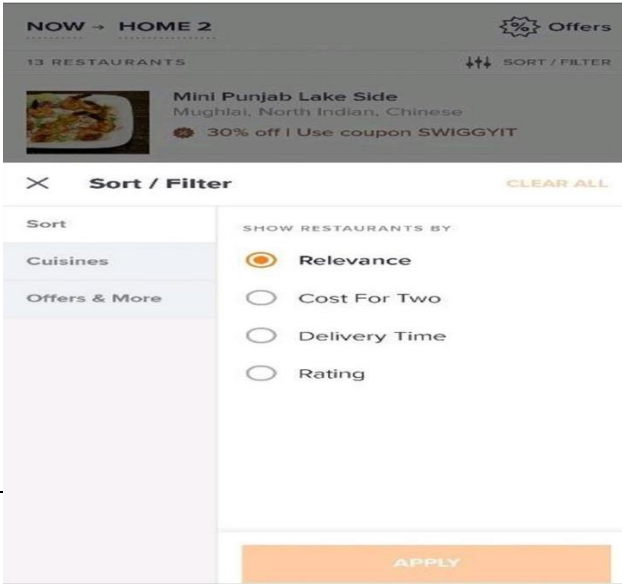 NOW → HOME 2 Offers
13 RESTAURANTS SORT / FILTER
Mini Punjab Lake Side
Mughlai, North Indian, Chinese
30% off | Use coupon SWIGGYIT
Sort / Filter CLEAR ALL
Sort
SHOW RESTAURANTS BY
Cuisines
Relevance
Offers & More
Cost For Two
Delivery Time
Rating
APPLY